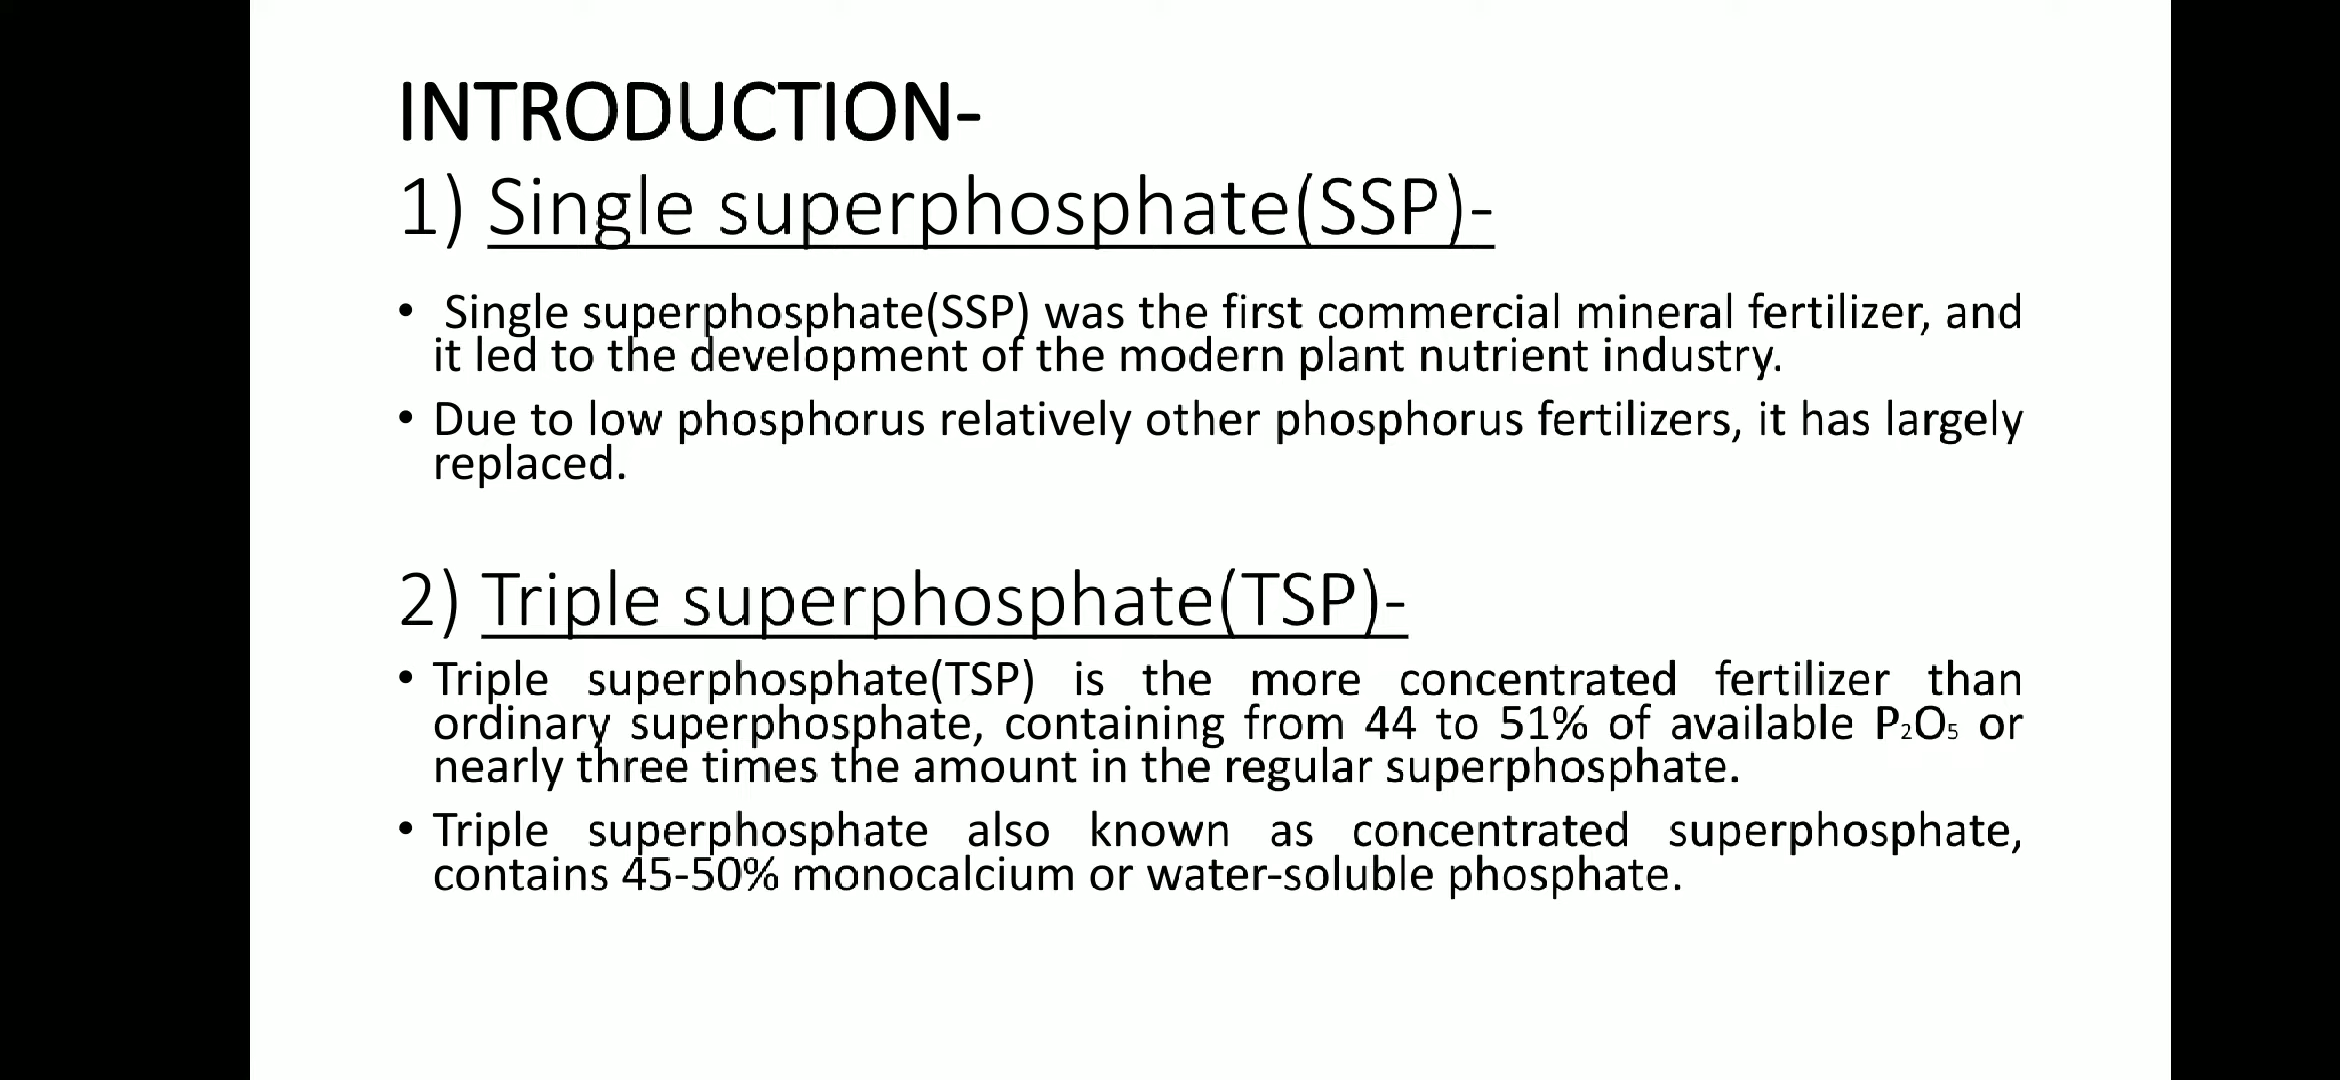 INTRODUCTION-
1) Single superphosphate(SSP)-
• Single superphosphate(SSP) was the first commercial mineral fertilizer, and
it led to the development of the modern plant nutrient industry.
• Due to low phosphorus relatively other phosphorus fertilizers, it has largely
replaced.
2) Triple superphosphate(TSP)-
• Triple superphosphate(TSP) is the more concentrated fertilizer than
ordinary superphosphate, containing from 44 to 51% of available P₂O₅ or
nearly three times the amount in the regular superphosphate.
• Triple superphosphate also known as concentrated superphosphate,
contains 45-50% monocalcium or water-soluble phosphate.